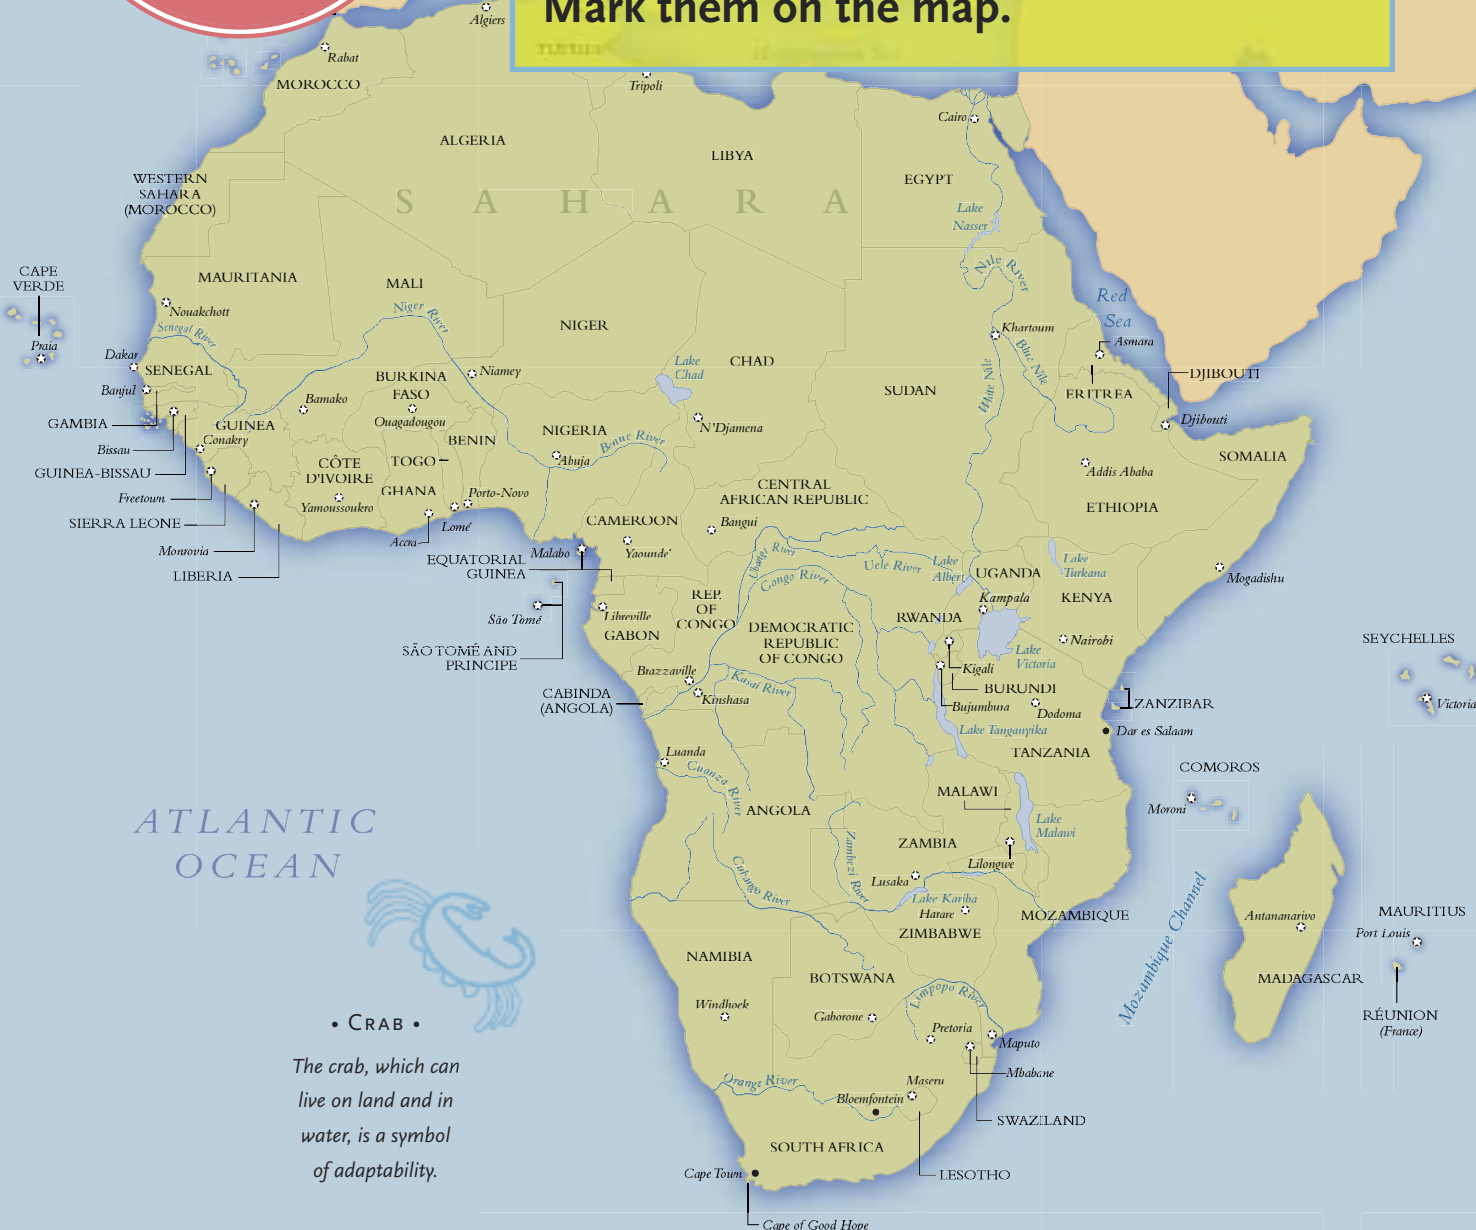 Mark them on the map.
Algiers
Rabat
MOROCCO
Tripoli
Cairo
ALGERIA
LIBYA
EGYPT
WESTERN
SAHARA
(MOROCCO)
SAHARA
Lake
Nasser
CAPE
VERDE
MAURITANIA
MALI
Nile River
Red
Sea
Nouakchott
Niger River
NIGER
Senegal River
Khartoum
Praia
Asmara
Dakar
SENEGAL
Lake
Chad
CHAD
Blue Nile
DJIBOUTI
Banjul
BURKINA
FASO
Niamey
White Nile
SUDAN
ERITREA
Bamako
Ouagadougou
GAMBIA
GUINEA
N'Djamena
Djibouti
NIGERIA
Benue River
Conakry
BENIN
Bissau
SOMALIA
TOGO
Abuja
GUINEA-BISSAU
CÔTE
D'IVOIRE
Addis Ababa
GHANA
CENTRAL
AFRICAN REPUBLIC
Freetown
Yamoussoukro
Porto-Novo
ETHIOPIA
SIERRA LEONE
CAMEROON
Bangui
Lomé
Accra
Monrovia
Malabo
Yaoundé
Ubangi River
EQUATORIAL
GUINEA
Uele River
Lake
Albert
UGANDA
Lake
Turkana
LIBERIA
Congo River
Mogadishu
REP.
OF
CONGO
Kampala
KENYA
São Tomé
Libreville
GABON
RWANDA
DEMOCRATIC
REPUBLIC
OF CONGO
Nairobi
SEYCHELLES
SÃO TOMÉ AND
PRINCIPE
Lake
Victoria
Brazzaville
Kigali
Kasai River
Kinshasa
BURUNDI
CABINDA
(ANGOLA)
Bujumbura
Dodoma
ZANZIBAR
Victoria
Lake Tanganyika
Dar es Salaam
Luanda
TANZANIA
Cuanza River
COMOROS
MALAWI
Moroni
ANGOLA
ATLANTIC
OCEAN
Lake
Malawi
ZAMBIA
Zambezi River
Lilongwe
Cubango River
Lusaka
Lake Kariba
Harare
MOZAMBIQUE
ZIMBABWE
Mozambique Channel
Antananarivo
MAURITIUS
Port Louis
NAMIBIA
BOTSWANA
MADAGASCAR
Limpopo River
Windhoek
Gaborone
RÉUNION
(France)
Pretoria
Maputo
• CRAB •
The crab, which can
live on land and in
water, is a symbol
of adaptability.
Mbabane
Orange River
Maseru
Bloemfontein
SWAZILAND
SOUTH AFRICA
Cape Town
LESOTHO
Cape of Good Hope